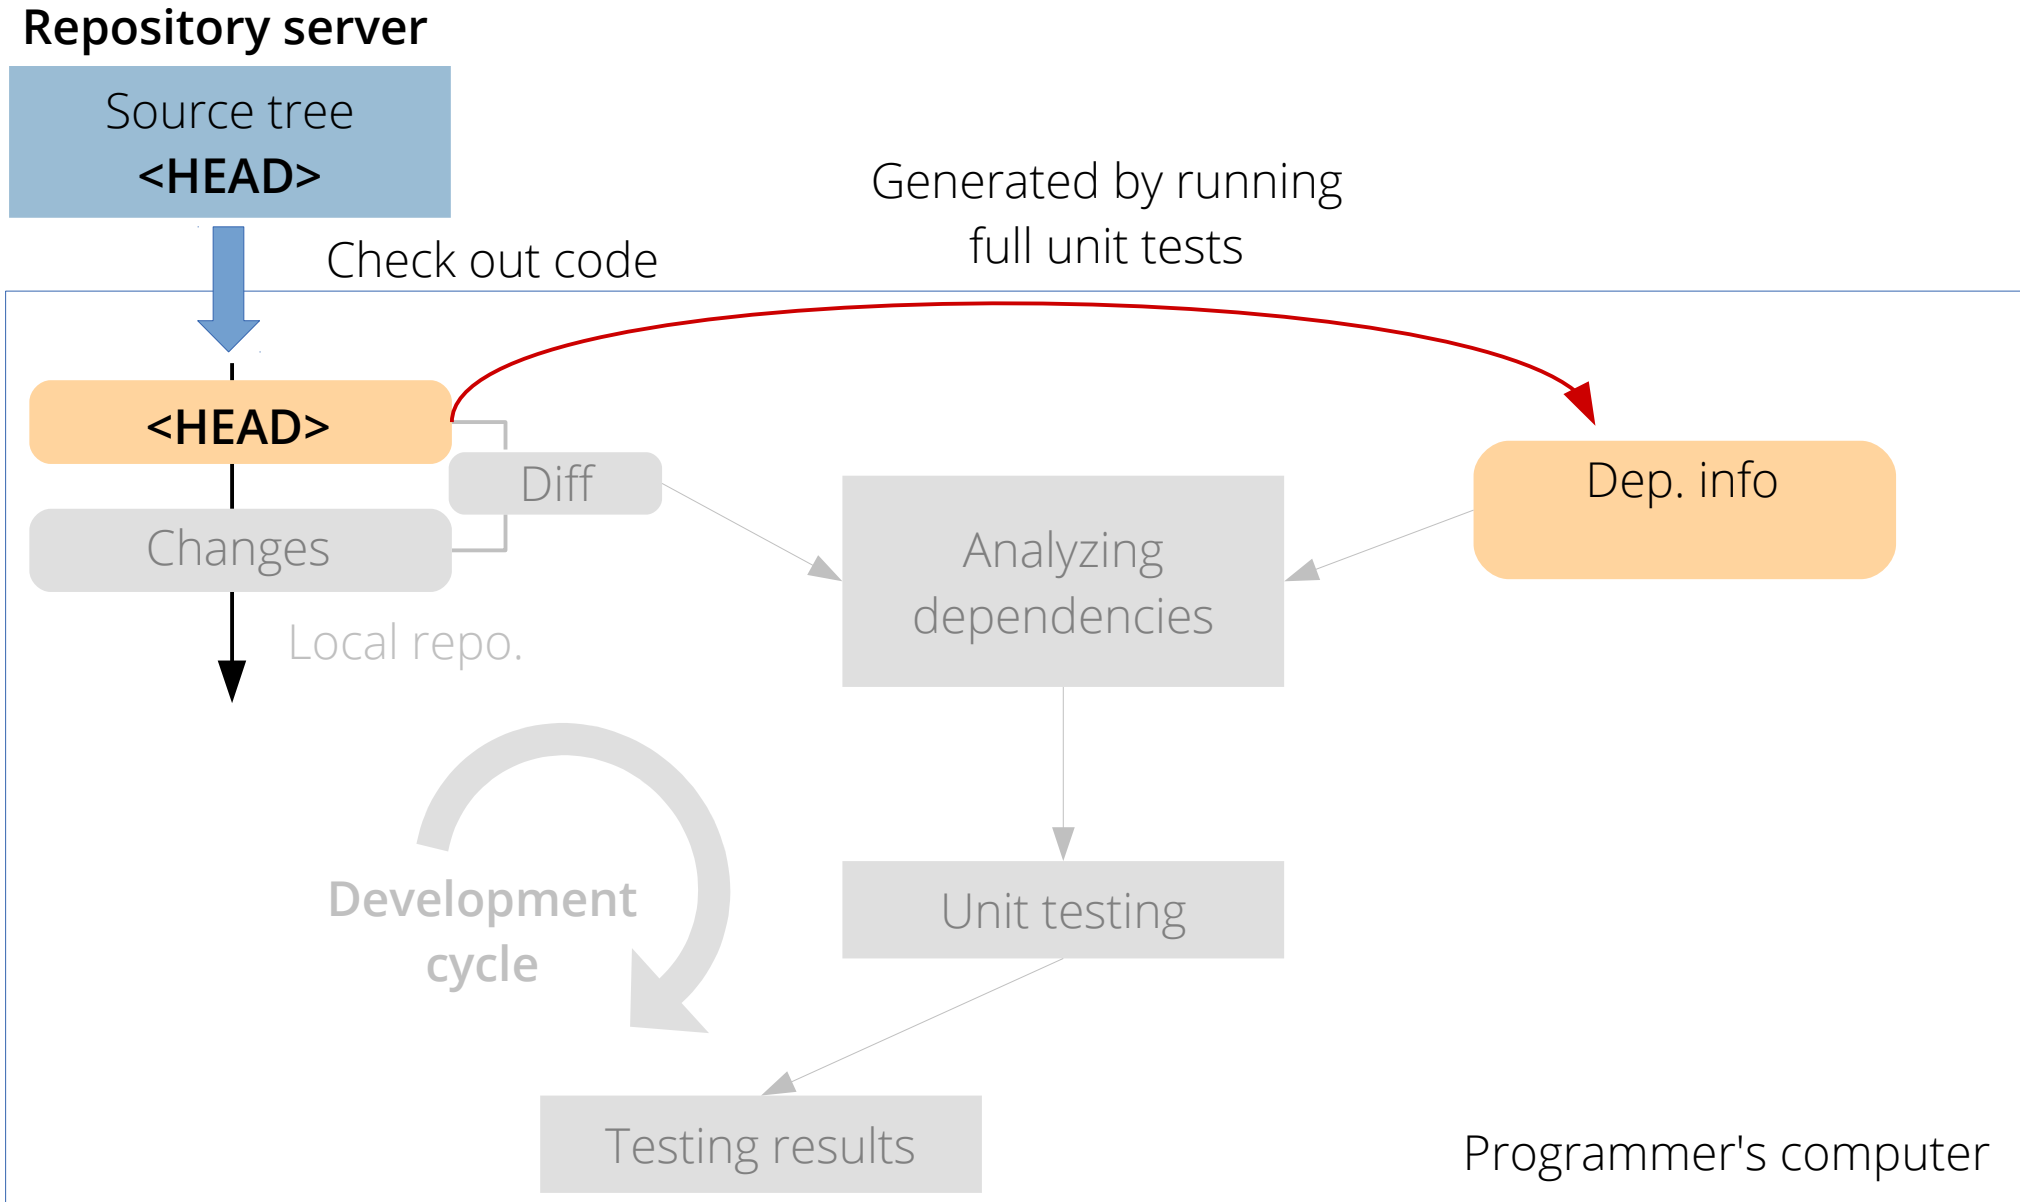 Repository server
Source tree
<HEAD>
Check out code
Generated by running
full unit tests
<HEAD>
Diff
Changes
Local repo.
Dep. info
Analyzing
dependencies
Development
cycle
Unit testing
Testing results
Programmer's computer